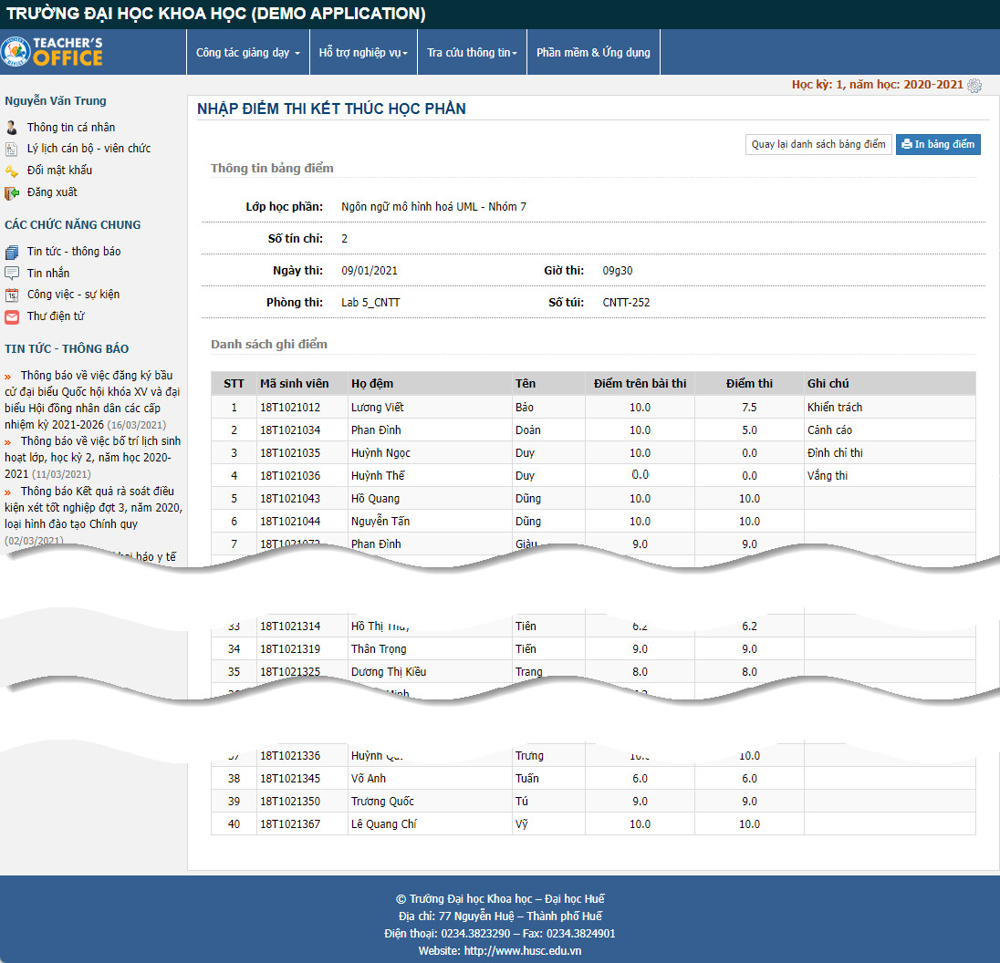 TRƯỜNG ĐẠI HỌC KHOA HỌC (DEMO APPLICATION)
TEACHER'S
OFFICE
Công tác giảng dạy
Hỗ trợ nghiệp vụ
Tra cứu thông tin
Phần mềm & Ứng dụng
Học kỳ: 1, năm học: 2020-2021
Nguyễn Văn Trung
Thông tin cá nhân
Lý lịch cán bộ - viên chức
Đổi mật khẩu
Đăng xuất
CÁC CHỨC NĂNG CHUNG
Tin tức - thông báo
Tin nhắn
Công việc - sự kiện
Thư điện tử
TIN TỨC - THÔNG BÁO
» Thông báo về việc đăng ký bầu
cử đại biểu Quốc hội khóa XV và đại
biểu Hội đồng nhân dân các cấp
nhiệm kỳ 2021-2026 (16/03/2021)
» Thông báo về việc bố trí lịch sinh
hoạt lớp, học kỳ 2, năm học 2020-
2021 (11/03/2021)
» Thông báo Kết quả rà soát điều
kiện xét tốt nghiệp đợt 3, năm 2020,
loại hình đào tạo Chính quy
(02/03/2021)
báo y tế
NHẬP ĐIỂM THI KẾT THÚC HỌC PHẦN
Quay lại danh sách bảng điểm
In bảng điểm
Thông tin bảng điểm
Lớp học phần: Ngôn ngữ mô hình hoá UML - Nhóm 7
Số tín chỉ: 2
Ngày thi: 09/01/2021 Giờ thi: 09g30
Phòng thi: Lab 5_CNTT Số túi: CNTT-252
Danh sách ghi điểm
STT Mã sinh viên Họ đệm Tên Điểm trên bài thi Điểm thi Ghi chú
1 18T1021012 Lương Viết Bảo 10.0 7.5 Khiển trách
2 18T1021034 Phan Đình Doản 10.0 5.0 Cảnh cáo
3 18T1021035 Huỳnh Ngọc Duy 10.0 0.0 Đình chỉ thi
4 18T1021036 Huỳnh Thế Duy 0.0 0.0 Vắng thi
5 18T1021043 Hồ Quang Dũng 10.0 10.0
6 18T1021044 Nguyễn Tấn Dũng 10.0 10.0
7 18T1021072 Phan Đình Giàu 9.0 9.0
33 18T1021314 Hồ Thị Tiên 6.2 6.2
34 18T1021319 Thân Trọng Tiến 9.0 9.0
35 18T1021325 Dương Thị Kiều Trang 8.0 8.0
Minh
37 18T1021336 Huỳnh Trưng 10.0
38 18T1021345 Võ Anh Tuấn 6.0 6.0
39 18T1021350 Trương Quốc Tú 9.0 9.0
40 18T1021367 Lê Quang Chí Vỹ 10.0 10.0
© Trường Đại học Khoa học – Đại học Huế
Địa chỉ: 77 Nguyễn Huệ – Thành phố Huế
Điện thoại: 0234.3823290 – Fax: 0234.3824901
Website: http://www.husc.edu.vn